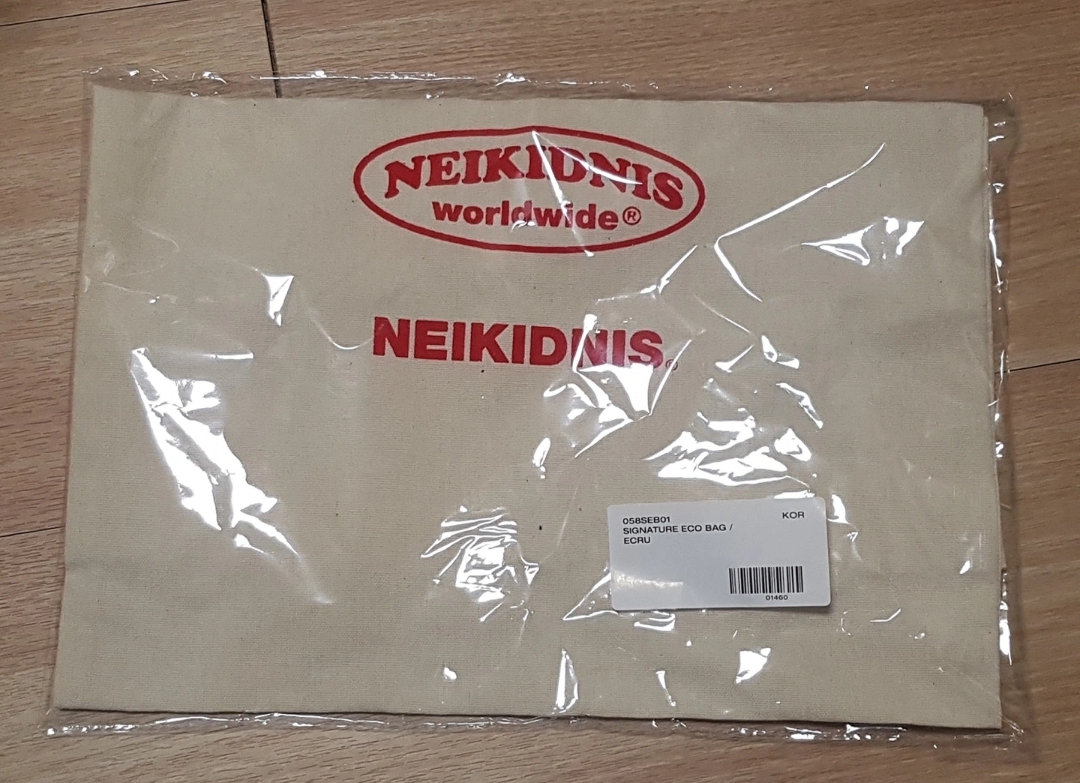 NEIKIDNIS
worldwide®
NEIKIDNIS®
058SEB01 KOR
SIGNATURE ECO BAG /
ECRU
01460